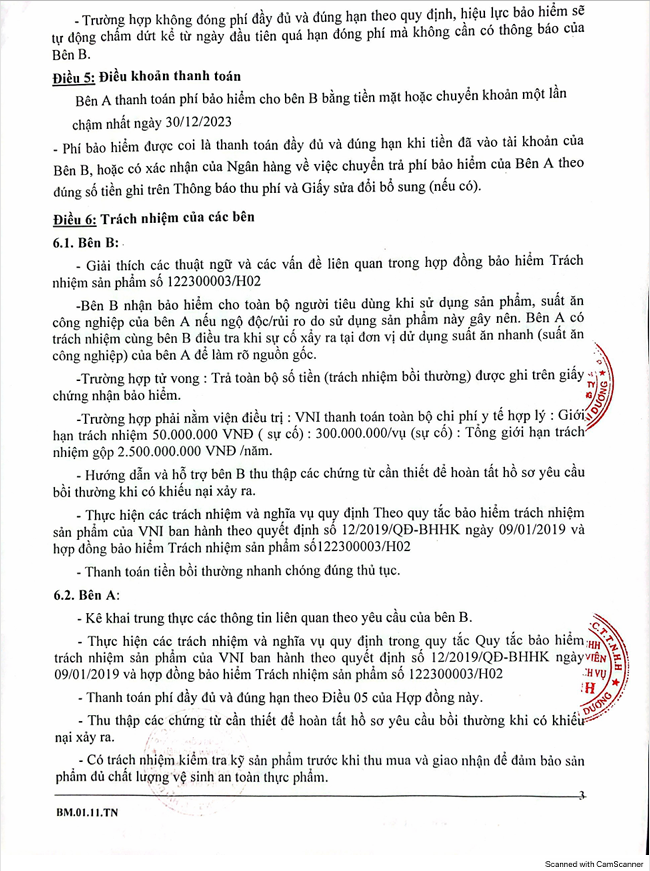 - Trường hợp không đóng phí đầy đủ và đúng hạn theo quy định, hiệu lực bảo hiểm sẽ
tự động chấm dứt kể từ ngày đầu tiên quá hạn đóng phí mà không cần có thông báo của
Bên B.
Điều 5: Điều khoản thanh toán
Bên A thanh toán phí bảo hiểm cho bên B bằng tiền mặt hoặc chuyển khoản một lần
chậm nhất ngày 30/12/2023
- Phí bảo hiểm được coi là thanh toán đầy đủ và đúng hạn khi tiền đã vào tài khoản của
Bên B, hoặc có xác nhận của Ngân hàng về việc chuyển trả phí bảo hiểm của Bên A theo
đúng số tiền ghi trên Thông báo thu phí và Giấy sửa đổi bổ sung (nếu có).
Điều 6: Trách nhiệm của các bên
6.1. Bên B:
- Giải thích các thuật ngữ và các vấn đề liên quan trong hợp đồng bảo hiểm Trách
nhiệm sản phẩm số 122300003/H02
-Bên B nhận bảo hiểm cho toàn bộ người tiêu dùng khi sử dụng sản phẩm, suất ăn
công nghiệp của bên A nếu ngộ độc/rủi ro do sử dụng sản phẩm này gây nên. Bên A có
trách nhiệm cùng bên B điều tra khi sự cố xẩy ra tại đơn vị dử dụng suất ăn nhanh (suất ăn
công nghiệp) của bên A để làm rõ nguồn gốc.
-Trường hợp tử vong : Trả toàn bộ số tiền (trách nhiệm bồi thường) được ghi trên giấy
chứng nhận bảo hiểm.
-Trường hợp phải nằm viện điều trị : VNI thanh toán toàn bộ chi phí y tế hợp lý : Giới
hạn trách nhiệm 50.000.000 VNĐ ( sự cố) : 300.000.000/vụ (sự cố) : Tổng giới hạn trách
nhiệm gộp 2.500.000.000 VNĐ /năm.
- Hướng dẫn và hỗ trợ bên B thu thập các chứng từ cần thiết để hoàn tất hồ sơ yêu cầu
bồi thường khi có khiếu nại xảy ra.
- Thực hiện các trách nhiệm và nghĩa vụ quy định Theo quy tắc bảo hiểm trách nhiệm
sản phẩm của VNI ban hành theo quyết định số 12/2019/QĐ-BHHK ngày 09/01/2019 và
hợp đồng bảo hiểm Trách nhiệm sản phẩm số122300003/H02
- Thanh toán tiền bồi thường nhanh chóng đúng thủ tục.
6.2. Bên A:
- Kê khai trung thực các thông tin liên quan theo yêu cầu của bên B.
- Thực hiện các trách nhiệm và nghĩa vụ quy định trong quy tắc Quy tắc bảo hiểm
trách nhiệm sản phẩm của VNI ban hành theo quyết định số 12/2019/QĐ-BHHK ngày
09/01/2019 và hợp đồng bảo hiểm Trách nhiệm sản phẩm số 122300003/H02
- Thanh toán phí đầy đủ và đúng hạn theo Điều 05 của Hợp đồng này.
- Thu thập các chứng từ cần thiết để hoàn tất hồ sơ yêu cầu bồi thường khi có khiếu
nại xảy ra.
- Có trách nhiệm kiểm tra kỹ sản phẩm trước khi thu mua và giao nhận để đảm bảo sản
phẩm đủ chất lượng vệ sinh an toàn thực phẩm.
3
BM.01.11.TN
TY
DƯƠNG
C.T.T.N.H.H
HH
VIÊN
H VỤ
H
DƯƠNG
Scanned with CamScanner